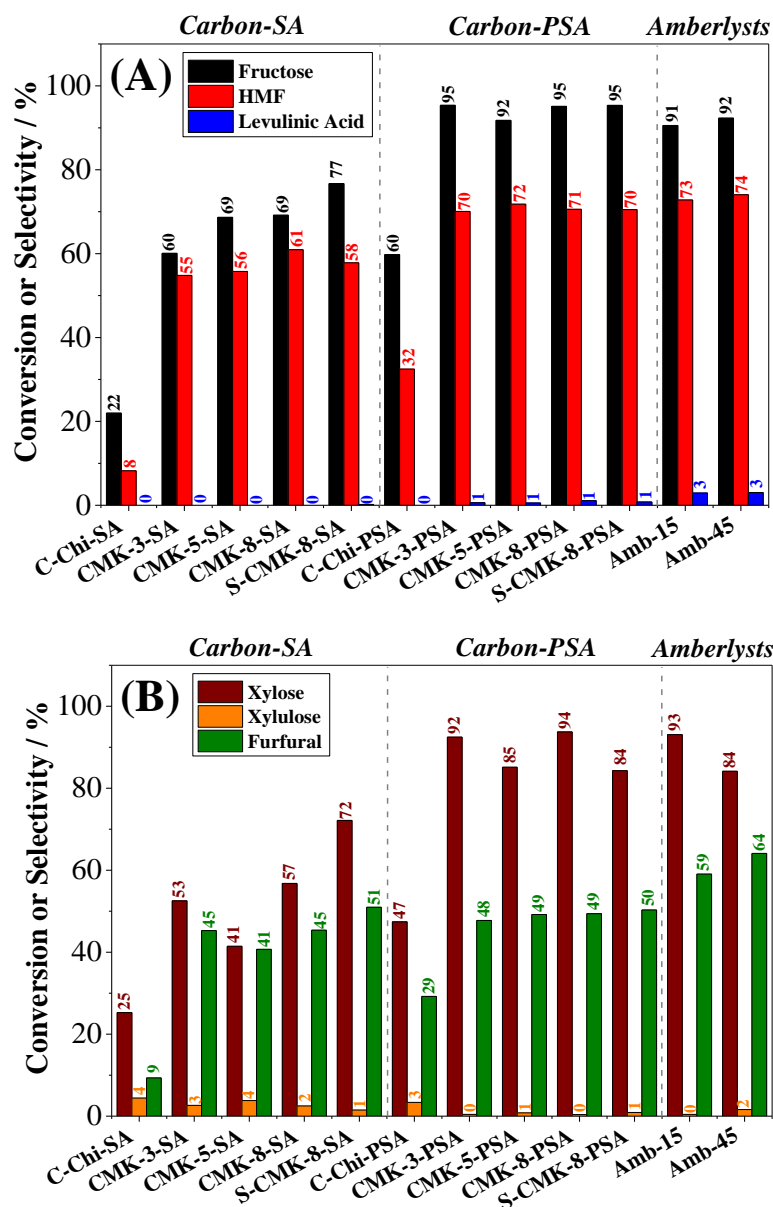 Carbon-SA Carbon-PSA Amberlysts
(A)
Fructose
HMF
Levulinic Acid
Conversion or Selectivity / %
100
80
60
40
20
0
22 8 0
60 55 0
69 56 0
69 61 0
77 58 0
60 32 0
95 70 1
92 72 1
95 71 1
95 70 1
91 73 3
92 74 3
C-Chi-SA
CMK-3-SA
CMK-5-SA
CMK-8-SA
S-CMK-8-SA
C-Chi-PSA
CMK-3-PSA
CMK-5-PSA
CMK-8-PSA
S-CMK-8-PSA
Amb-15
Amb-45
Carbon-SA Carbon-PSA Amberlysts
(B)
Xylose
Xylulose
Furfural
Conversion or Selectivity / %
100
80
60
40
20
0
25 4 9
53 3 45
41 4 41
57 2 45
72 1 51
47 3 29
92 0 48
85 1 49
94 0 49
84 1 50
93 0 59
84 2 64
C-Chi-SA
CMK-3-SA
CMK-5-SA
CMK-8-SA
S-CMK-8-SA
C-Chi-PSA
CMK-3-PSA
CMK-5-PSA
CMK-8-PSA
S-CMK-8-PSA
Amb-15
Amb-45